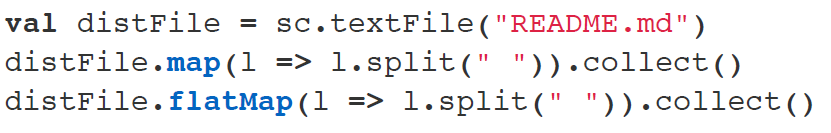 val distFile = sc.textFile("README.md")
distFile.map(l => l.split(" ")).collect()
distFile.flatMap(l => l.split(" ")).collect()